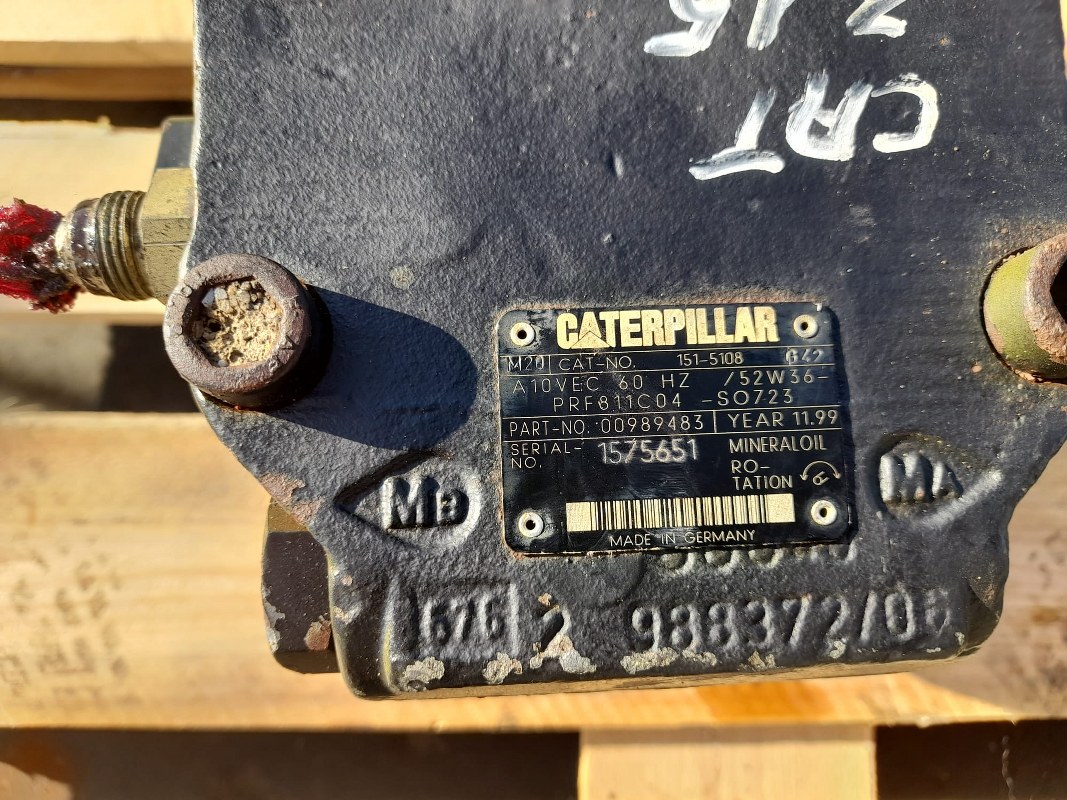 CAT
CATERPILLAR
M20 CAT-NO. 151-5108 G42
A10VEC 60 HZ /52W36-
PRF811C04 -SO723
PART-NO. 00989483 YEAR 11.99
SERIAL-NO. 1575651 MINERALOIL
RO-
TATION
MADE IN GERMANY
MB MA
676 2 988372/06